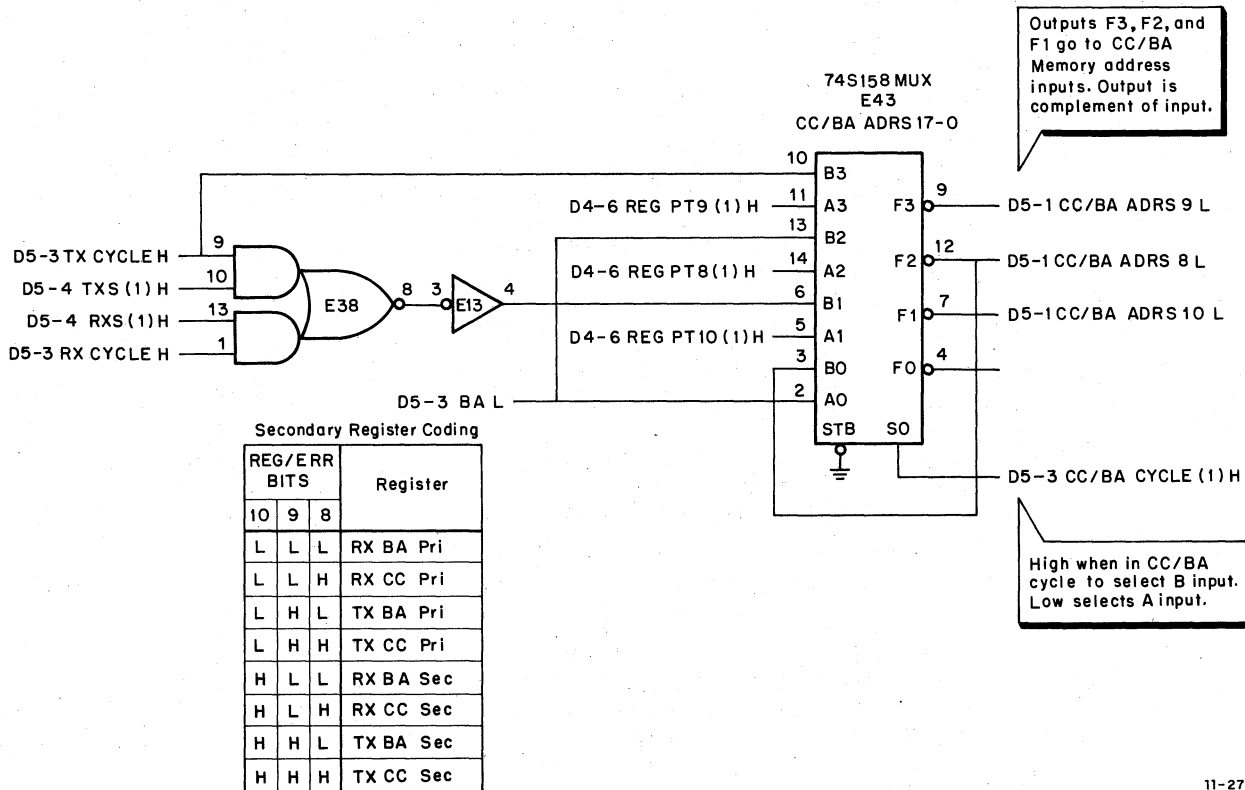 Outputs F3, F2, and
F1 go to CC/BA
Memory address
inputs. Output is
complement of input.
74S158 MUX
E43
CC/BA ADRS 17-0
10
B3
D4-6 REG PT9 (1) H
11
A3
F3
9
D5-1 CC/BA ADRS 9 L
13
B2
D5-3 TX CYCLE H
9
D4-6 REG PT8 (1) H
14
A2
F2
12
D5-1 CC/BA ADRS 8 L
D5-4 TXS (1) H
10
E38
8
3
E13
4
6
B1
D5-4 RXS (1) H
13
F1
7
D5-1 CC/BA ADRS 10 L
D5-3 RX CYCLE H
1
D4-6 REG PT10 (1) H
5
A1
3
B0
F0
4
D5-3 BA L
2
A0
STB
S0
D5-3 CC/BA CYCLE (1) H
High when in CC/BA
cycle to select B input.
Low selects A input.
Secondary Register Coding
REG/ERR
BITS
Register
10 9 8
L L L RX BA Pri
L L H RX CC Pri
L H L TX BA Pri
L H H TX CC Pri
H L L RX BA Sec
H L H RX CC Sec
H H L TX BA Sec
H H H TX CC Sec
11-27